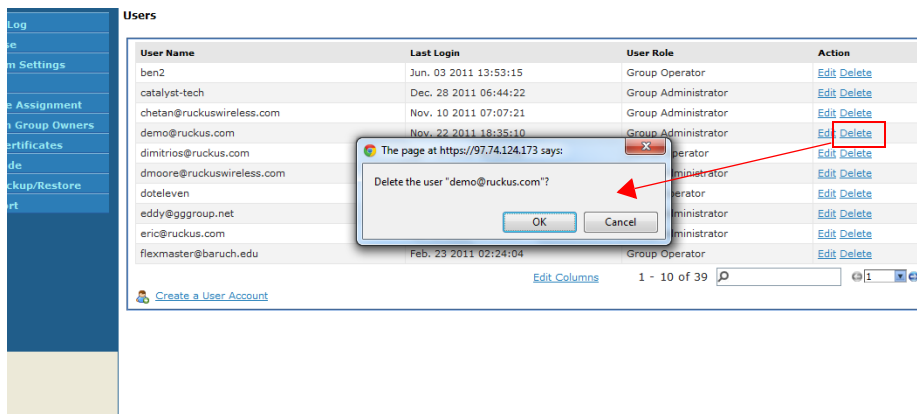 Users
Log
se
m Settings
e Assignment
n Group Owners
ertificates
de
ckup/Restore
rt
User Name Last Login User Role Action
ben2 Jun. 03 2011 13:53:15 Group Operator Edit Delete
catalyst-tech Dec. 28 2011 06:44:22 Group Administrator Edit Delete
chetan@ruckuswireless.com Nov. 10 2011 07:07:21 Group Administrator Edit Delete
demo@ruckus.com Nov. 22 2011 18:35:10 Group Administrator Edit Delete
dimitrios@ruckus.com perator Edit Delete
dmoore@ruckuswireless.com ministrator Edit Delete
doteleven perator Edit Delete
eddy@gggroup.net ministrator Edit Delete
eric@ruckus.com ministrator Edit Delete
flexmaster@baruch.edu Feb. 23 2011 02:24:04 Group Operator Edit Delete
The page at https://97.74.124.173 says:
Delete the user "demo@ruckus.com"?
OK Cancel
Edit Columns 1 - 10 of 39 1
Create a User Account